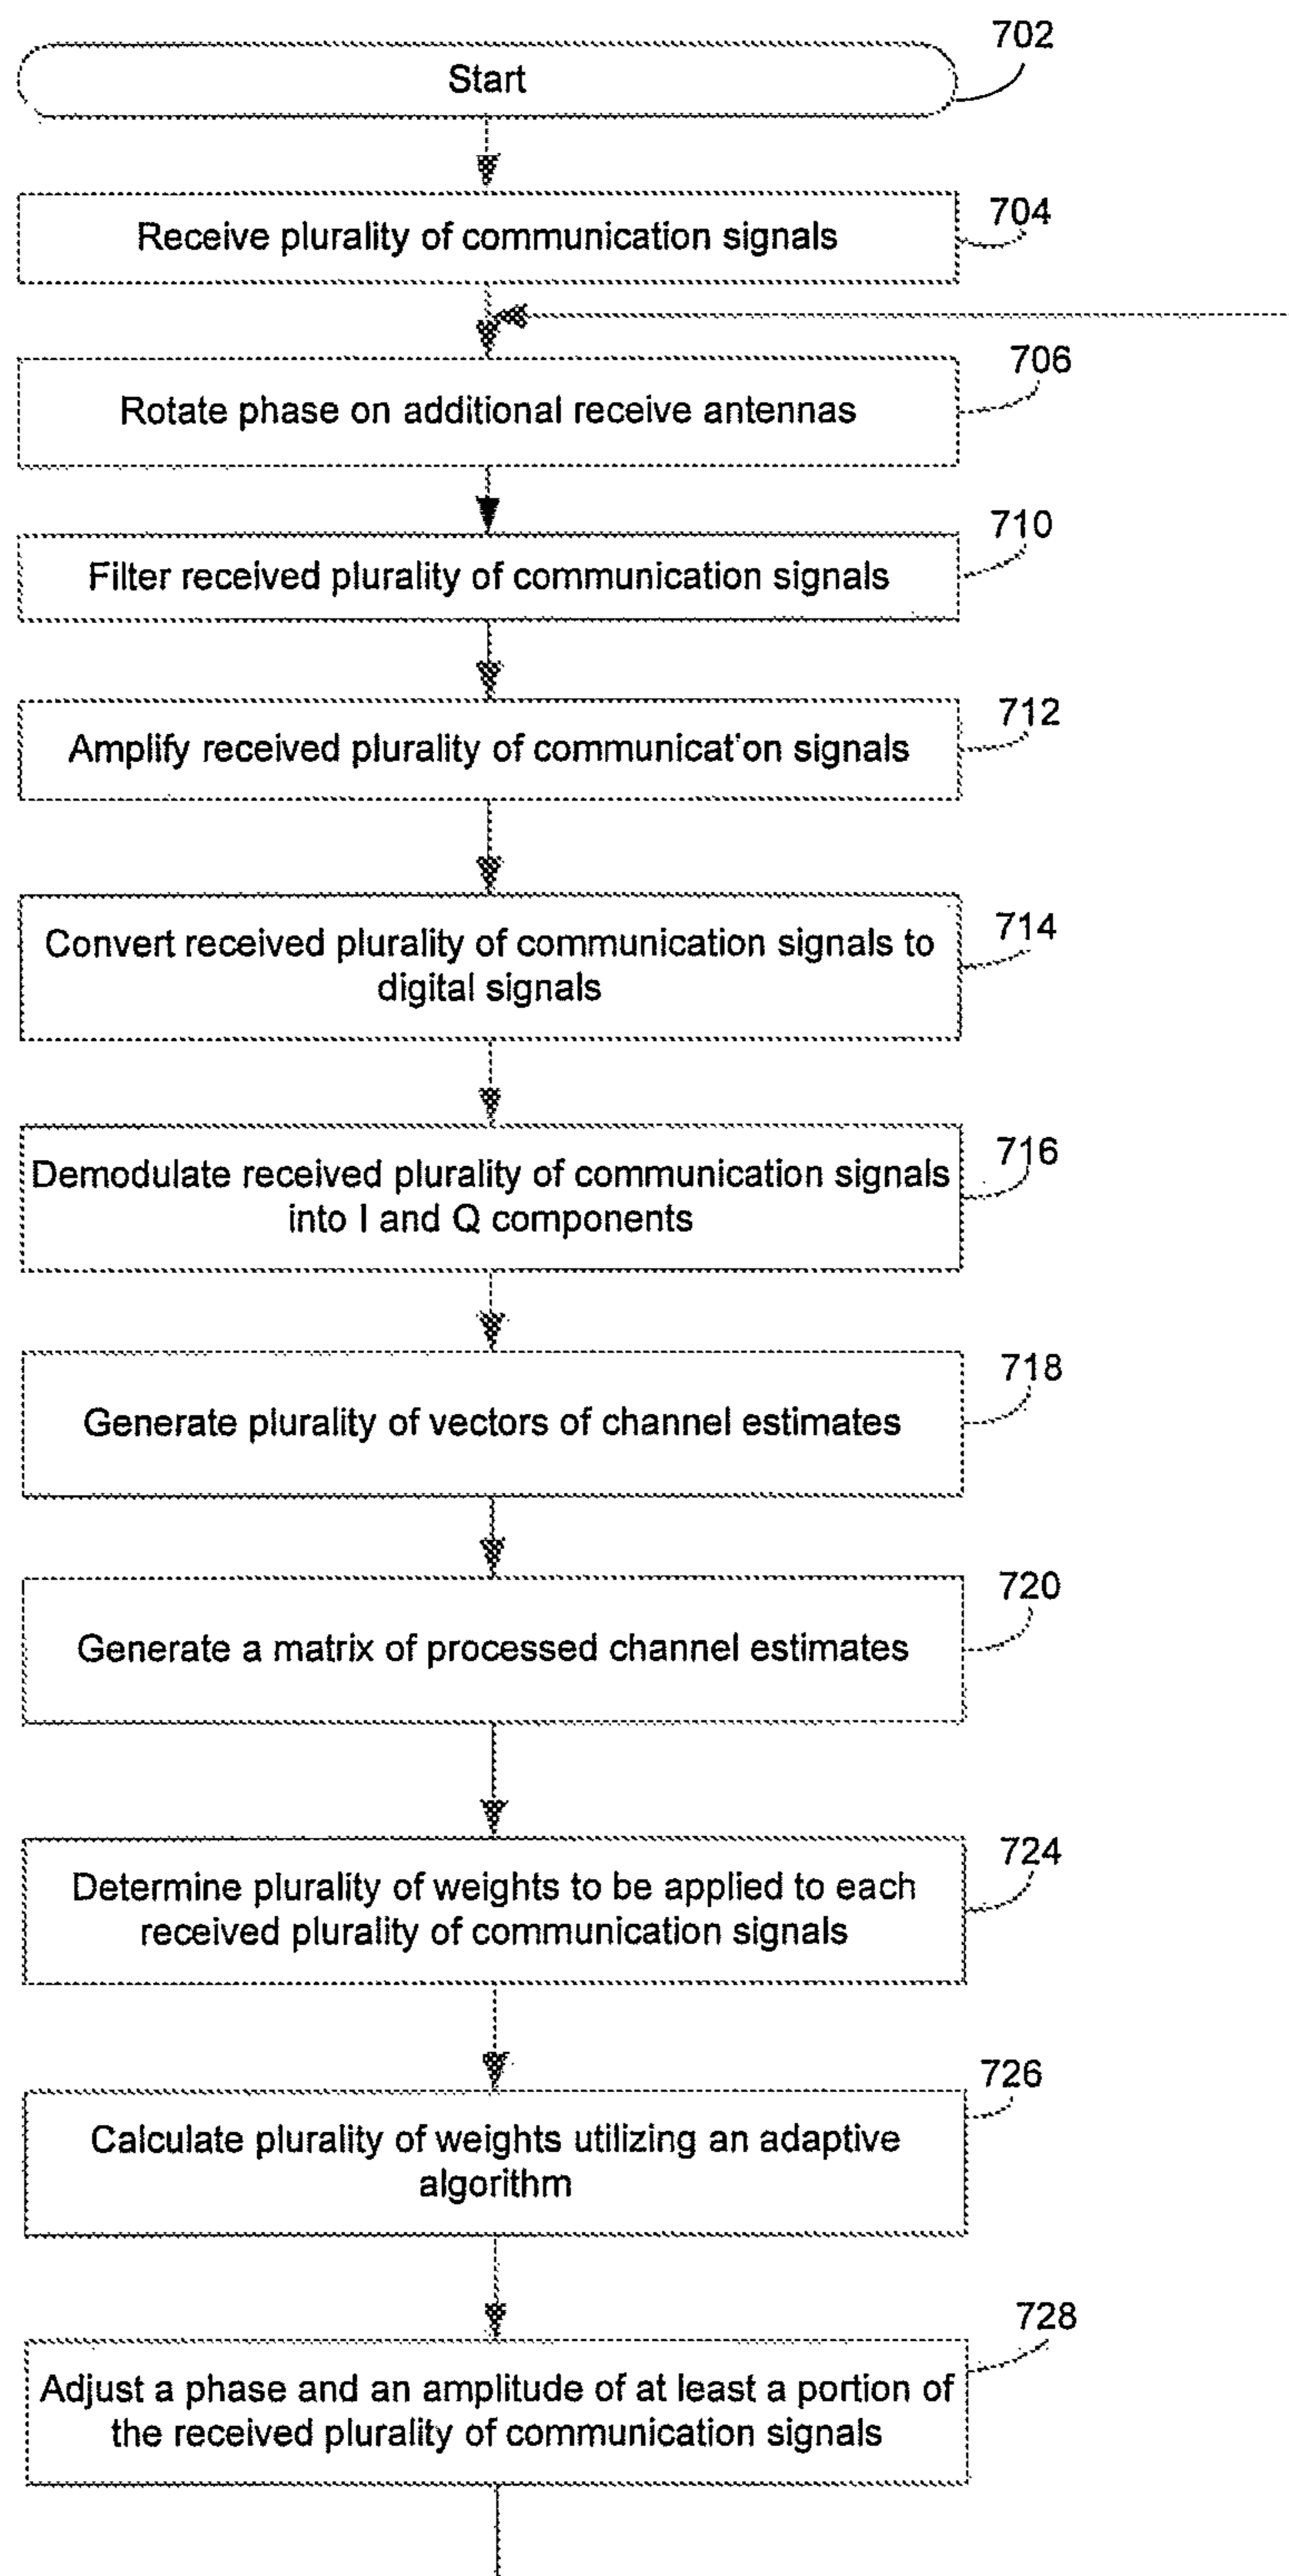 702
Start
704
Receive plurality of communication signals
706
Rotate phase on additional receive antennas
710
Filter received plurality of communication signals
712
Amplify received plurality of communication signals
714
Convert received plurality of communication signals to
digital signals
716
Demodulate received plurality of communication signals
into I and Q components
718
Generate plurality of vectors of channel estimates
720
Generate a matrix of processed channel estimates
724
Determine plurality of weights to be applied to each
received plurality of communication signals
726
Calculate plurality of weights utilizing an adaptive
algorithm
728
Adjust a phase and an amplitude of at least a portion of
the received plurality of communication signals